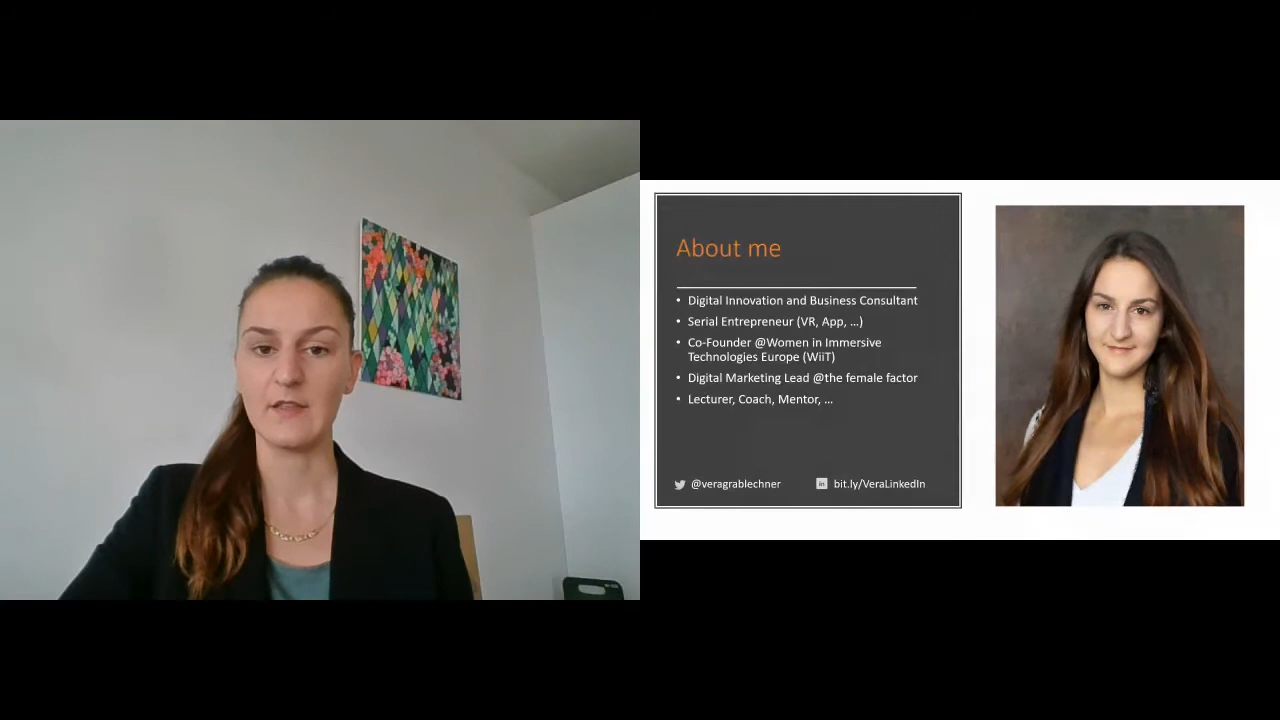 About me
• Digital Innovation and Business Consultant
• Serial Entrepreneur (VR, App, …)
• Co-Founder @Women in Immersive
Technologies Europe (WiiT)
• Digital Marketing Lead @the female factor
• Lecturer, Coach, Mentor, …
@veragrablechner
in bit.ly/VeraLinkedIn